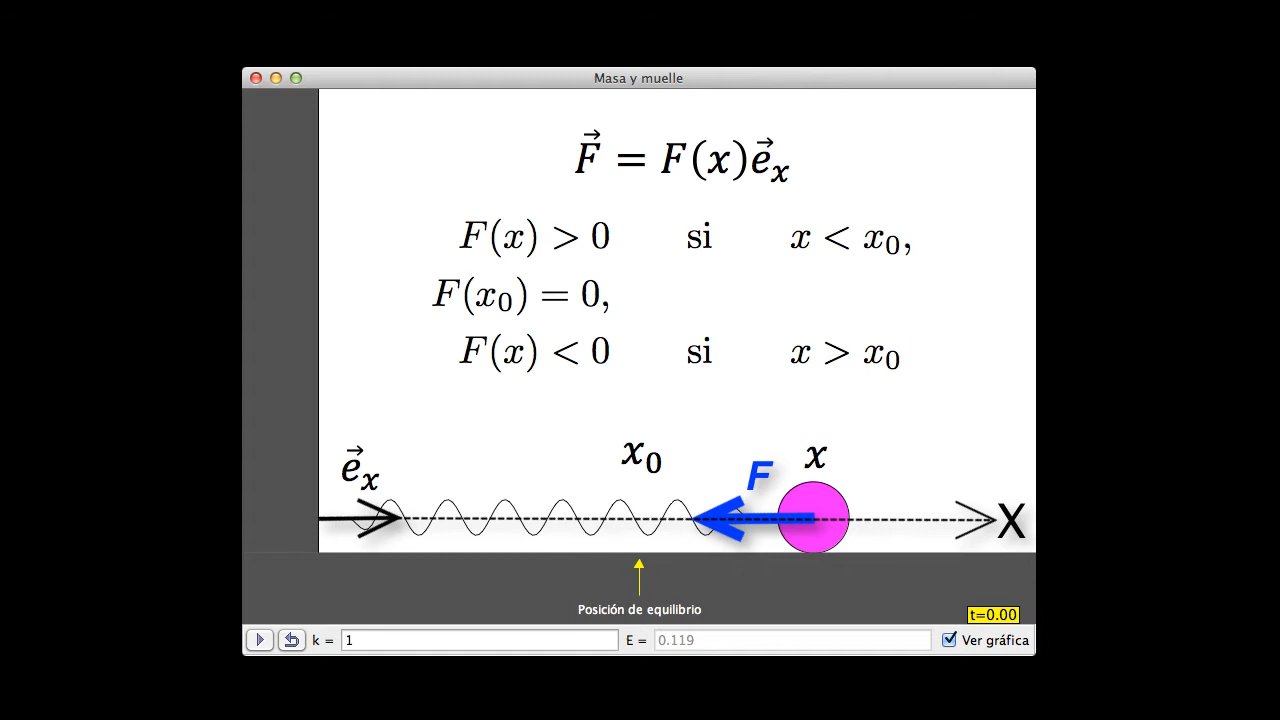 Masa y muelle
F⃗ = F(x)e⃗ₓ
F(x) > 0 si x < x₀,
F(x₀) = 0,
F(x) < 0 si x > x₀
e⃗ₓ x₀ F x
X
Posición de equilibrio
t=0.00
k = 1 E = 0.119 Ver gráfica